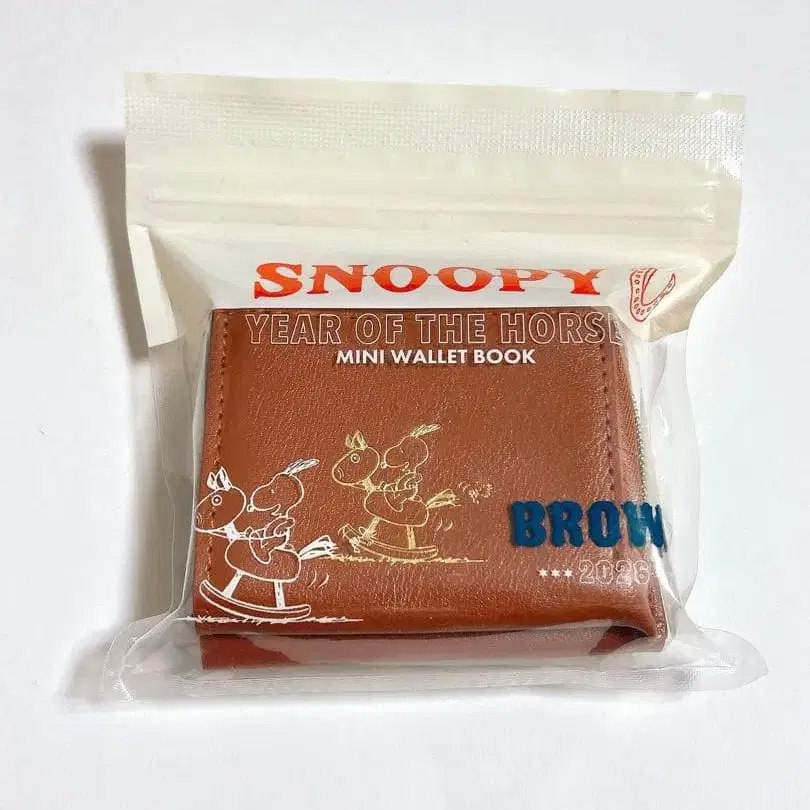 SNOOPY
YEAR OF THE HORSE
MINI WALLET BOOK
BROW
*** 2026